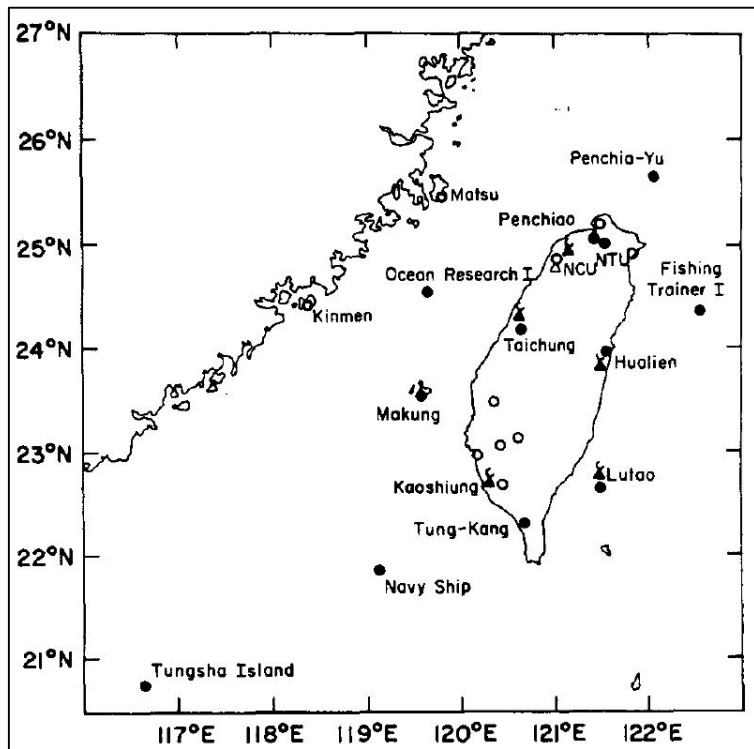 27°N
26°N
25°N
24°N
23°N
22°N
21°N
Penchia-Yu
Matsu
Penchiao
Ocean Research I
NCU
NTU
Fishing
Trainer I
Kinmen
Taichung
Hualien
Makung
Kaoshiung
Lutao
Tung-Kang
Navy Ship
Tungsha Island
117°E
118°E
119°E
120°E
121°E
122°E